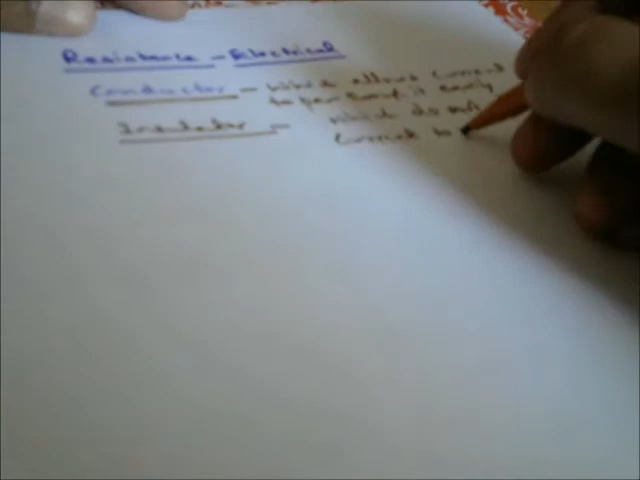 Resistance - Electrical
Conductor - Which allows current
to pass through it easily
Insulator - Which do not
current to